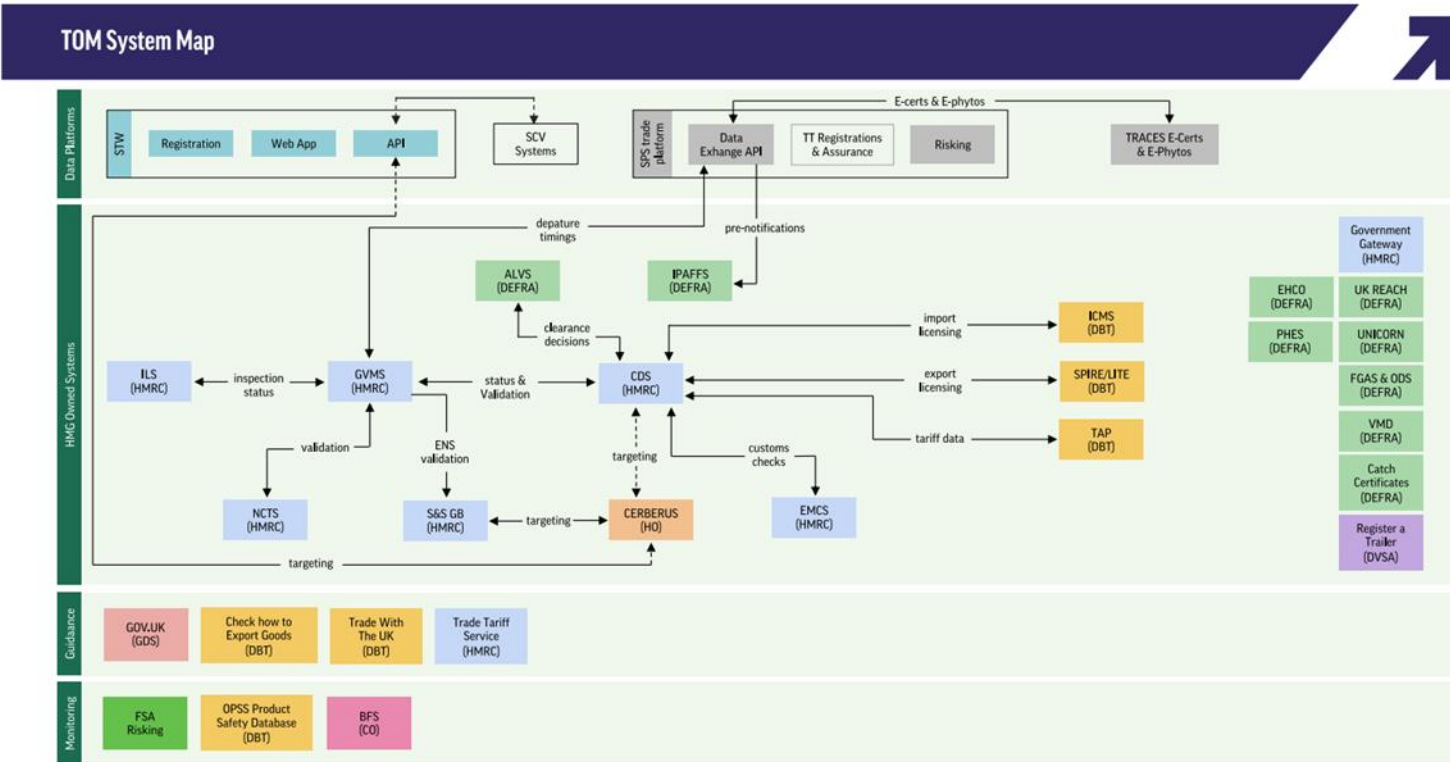 TOM System Map
Data Platforms
STW
Registration
Web App
API
SCV
Systems
SPS trade
platform
Data
Exhange API
TT Registrations
& Assurance
Risking
E-certs & E-phytos
TRACES E-Certs
& E-Phytos
HMG Owned Systems
depature
timings
pre-notifications
ALVS
(DEFRA)
IPAFFS
(DEFRA)
clearance
decisions
ILS
(HMRC)
inspection
status
GVMS
(HMRC)
status &
Validation
CDS
(HMRC)
import
licensing
ICMS
(DBT)
export
licensing
SPIRE/LITE
(DBT)
tariff data
TAP
(DBT)
validation
ENS
validation
targeting
customs
checks
NCTS
(HMRC)
S&S GB
(HMRC)
targeting
CERBERUS
(HO)
EMCS
(HMRC)
targeting
Government
Gateway
(HMRC)
EHCO
(DEFRA)
UK REACH
(DEFRA)
PHES
(DEFRA)
UNICORN
(DEFRA)
FGAS & ODS
(DEFRA)
VMD
(DEFRA)
Catch
Certificates
(DEFRA)
Register a
Trailer
(DVSA)
Guidaance
GOV.UK
(GDS)
Check how to
Export Goods
(DBT)
Trade With
The UK
(DBT)
Trade Tariff
Service
(HMRC)
Monitoring
FSA
Risking
OPSS Product
Safety Database
(DBT)
BFS
(CO)